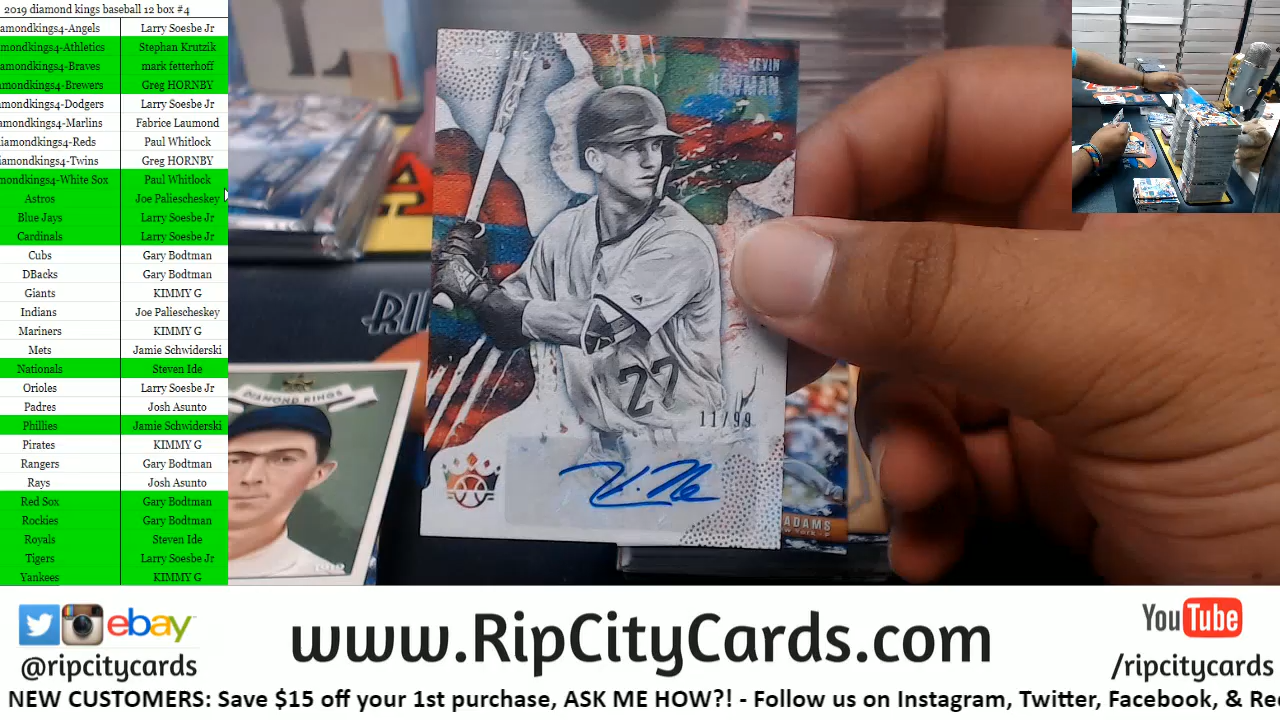 2019 diamond kings baseball 12 box #4
amondkings4-Angels Larry Soesbe Jr
amondkings4-Athletics Stephan Krutzik
amondkings4-Braves mark fetterhoff
amondkings4-Brewers Greg HORNBY
amondkings4-Dodgers Larry Soesbe Jr
amondkings4-Marlins Fabrice Laumond
iamondkings4-Reds Paul Whitlock
iamondkings4-Twins Greg HORNBY
mondkings4-White Sox Paul Whitlock
Astros Joe Paliescheskey
Blue Jays Larry Soesbe Jr
Cardinals Larry Soesbe Jr
Cubs Gary Bodtman
DBacks Gary Bodtman
Giants KIMMY G
Indians Joe Paliescheskey
Mariners KIMMY G
Mets Jamie Schwiderski
Nationals Steven Ide
Orioles Larry Soesbe Jr
Padres Josh Asunto
Phillies Jamie Schwiderski
Pirates KIMMY G
Rangers Gary Bodtman
Rays Josh Asunto
Red Sox Gary Bodtman
Rockies Gary Bodtman
Royals Steven Ide
Tigers Larry Soesbe Jr
Yankees KIMMY G
KEVIN
NEWMAN
27
11/99
DIAMOND KINGS
1919
ADAMS
RI
ebay
@ripcitycards
www.RipCityCards.com
YouTube
/ripcitycards
NEW CUSTOMERS: Save $15 off your 1st purchase, ASK ME HOW?! - Follow us on Instagram, Twitter, Facebook, & Re